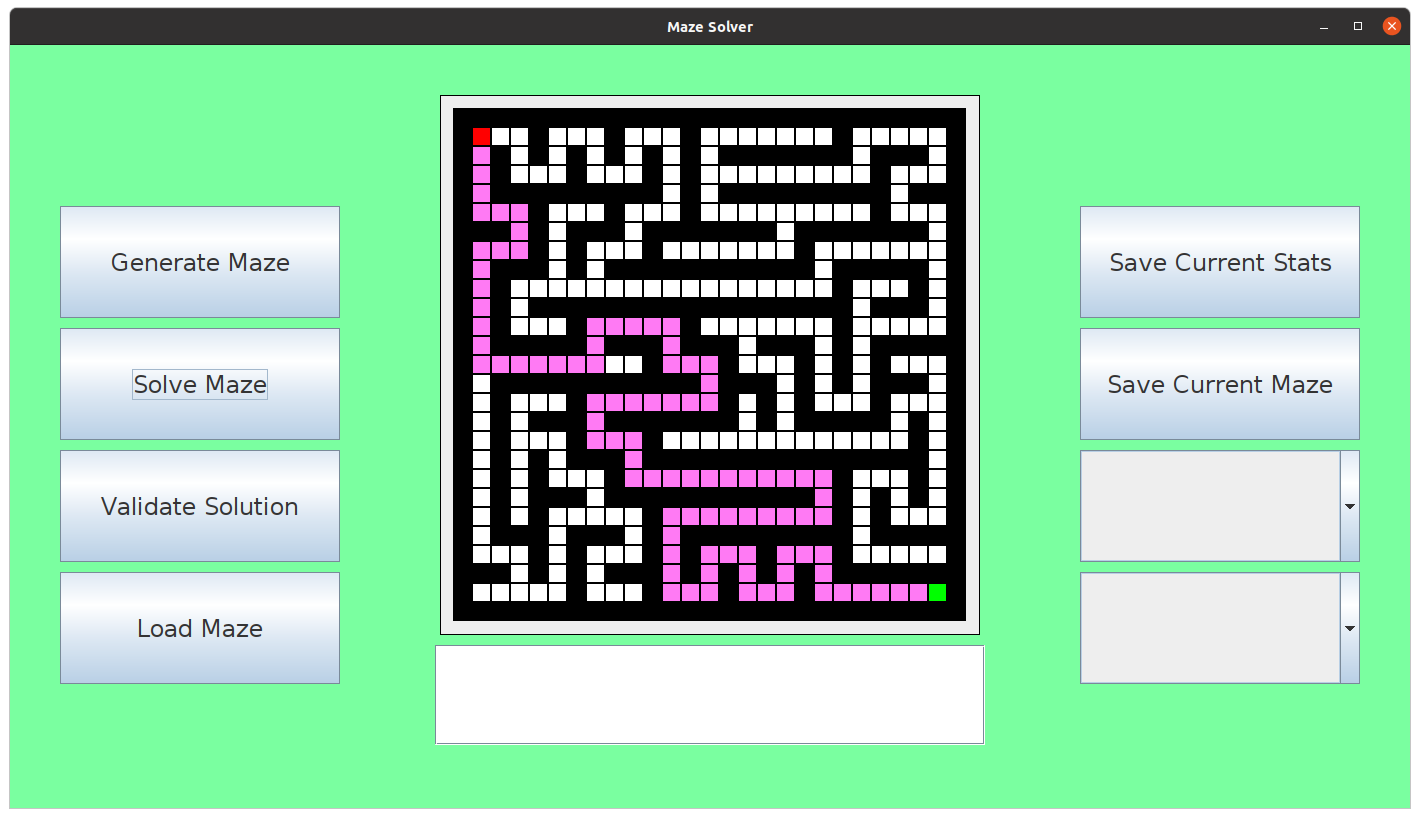 Maze Solver
Generate Maze
Solve Maze
Validate Solution
Load Maze
Save Current Stats
Save Current Maze